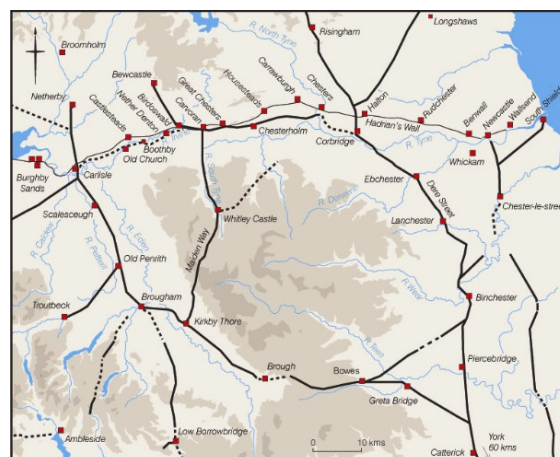 Longshaws
Risingham
R. North Tyne
Broomholm
Bewcastle
Netherby
Castlesteads
Nether Denton
Birdoswald
Carvoran
Great Chesters
Housesteads
Carrawburgh
Chesters
Halton
Rudchester
Benwell
Newcastle
Wallsend
South Shields
Hadrian's Wall
Chesterholm
Corbridge
R. Tyne
Whickam
Boothby
Old Church
Burghby
Sands
Carlisle
Scalesceugh
R. South Tyne
Ebchester
Dere Street
Chester-le-street
Whitley Castle
R. Derwent
Lanchester
R. Caldew
R. Petteril
R. Eden
Maiden Way
Old Penrith
Troutbeck
Brougham
Kirkby Thore
R. Wear
Binchester
R. Tees
Brough
Bowes
Piercebridge
Greta Bridge
Ambleside
Low Borrowbridge
0
10 kms
York
60 kms
Catterick